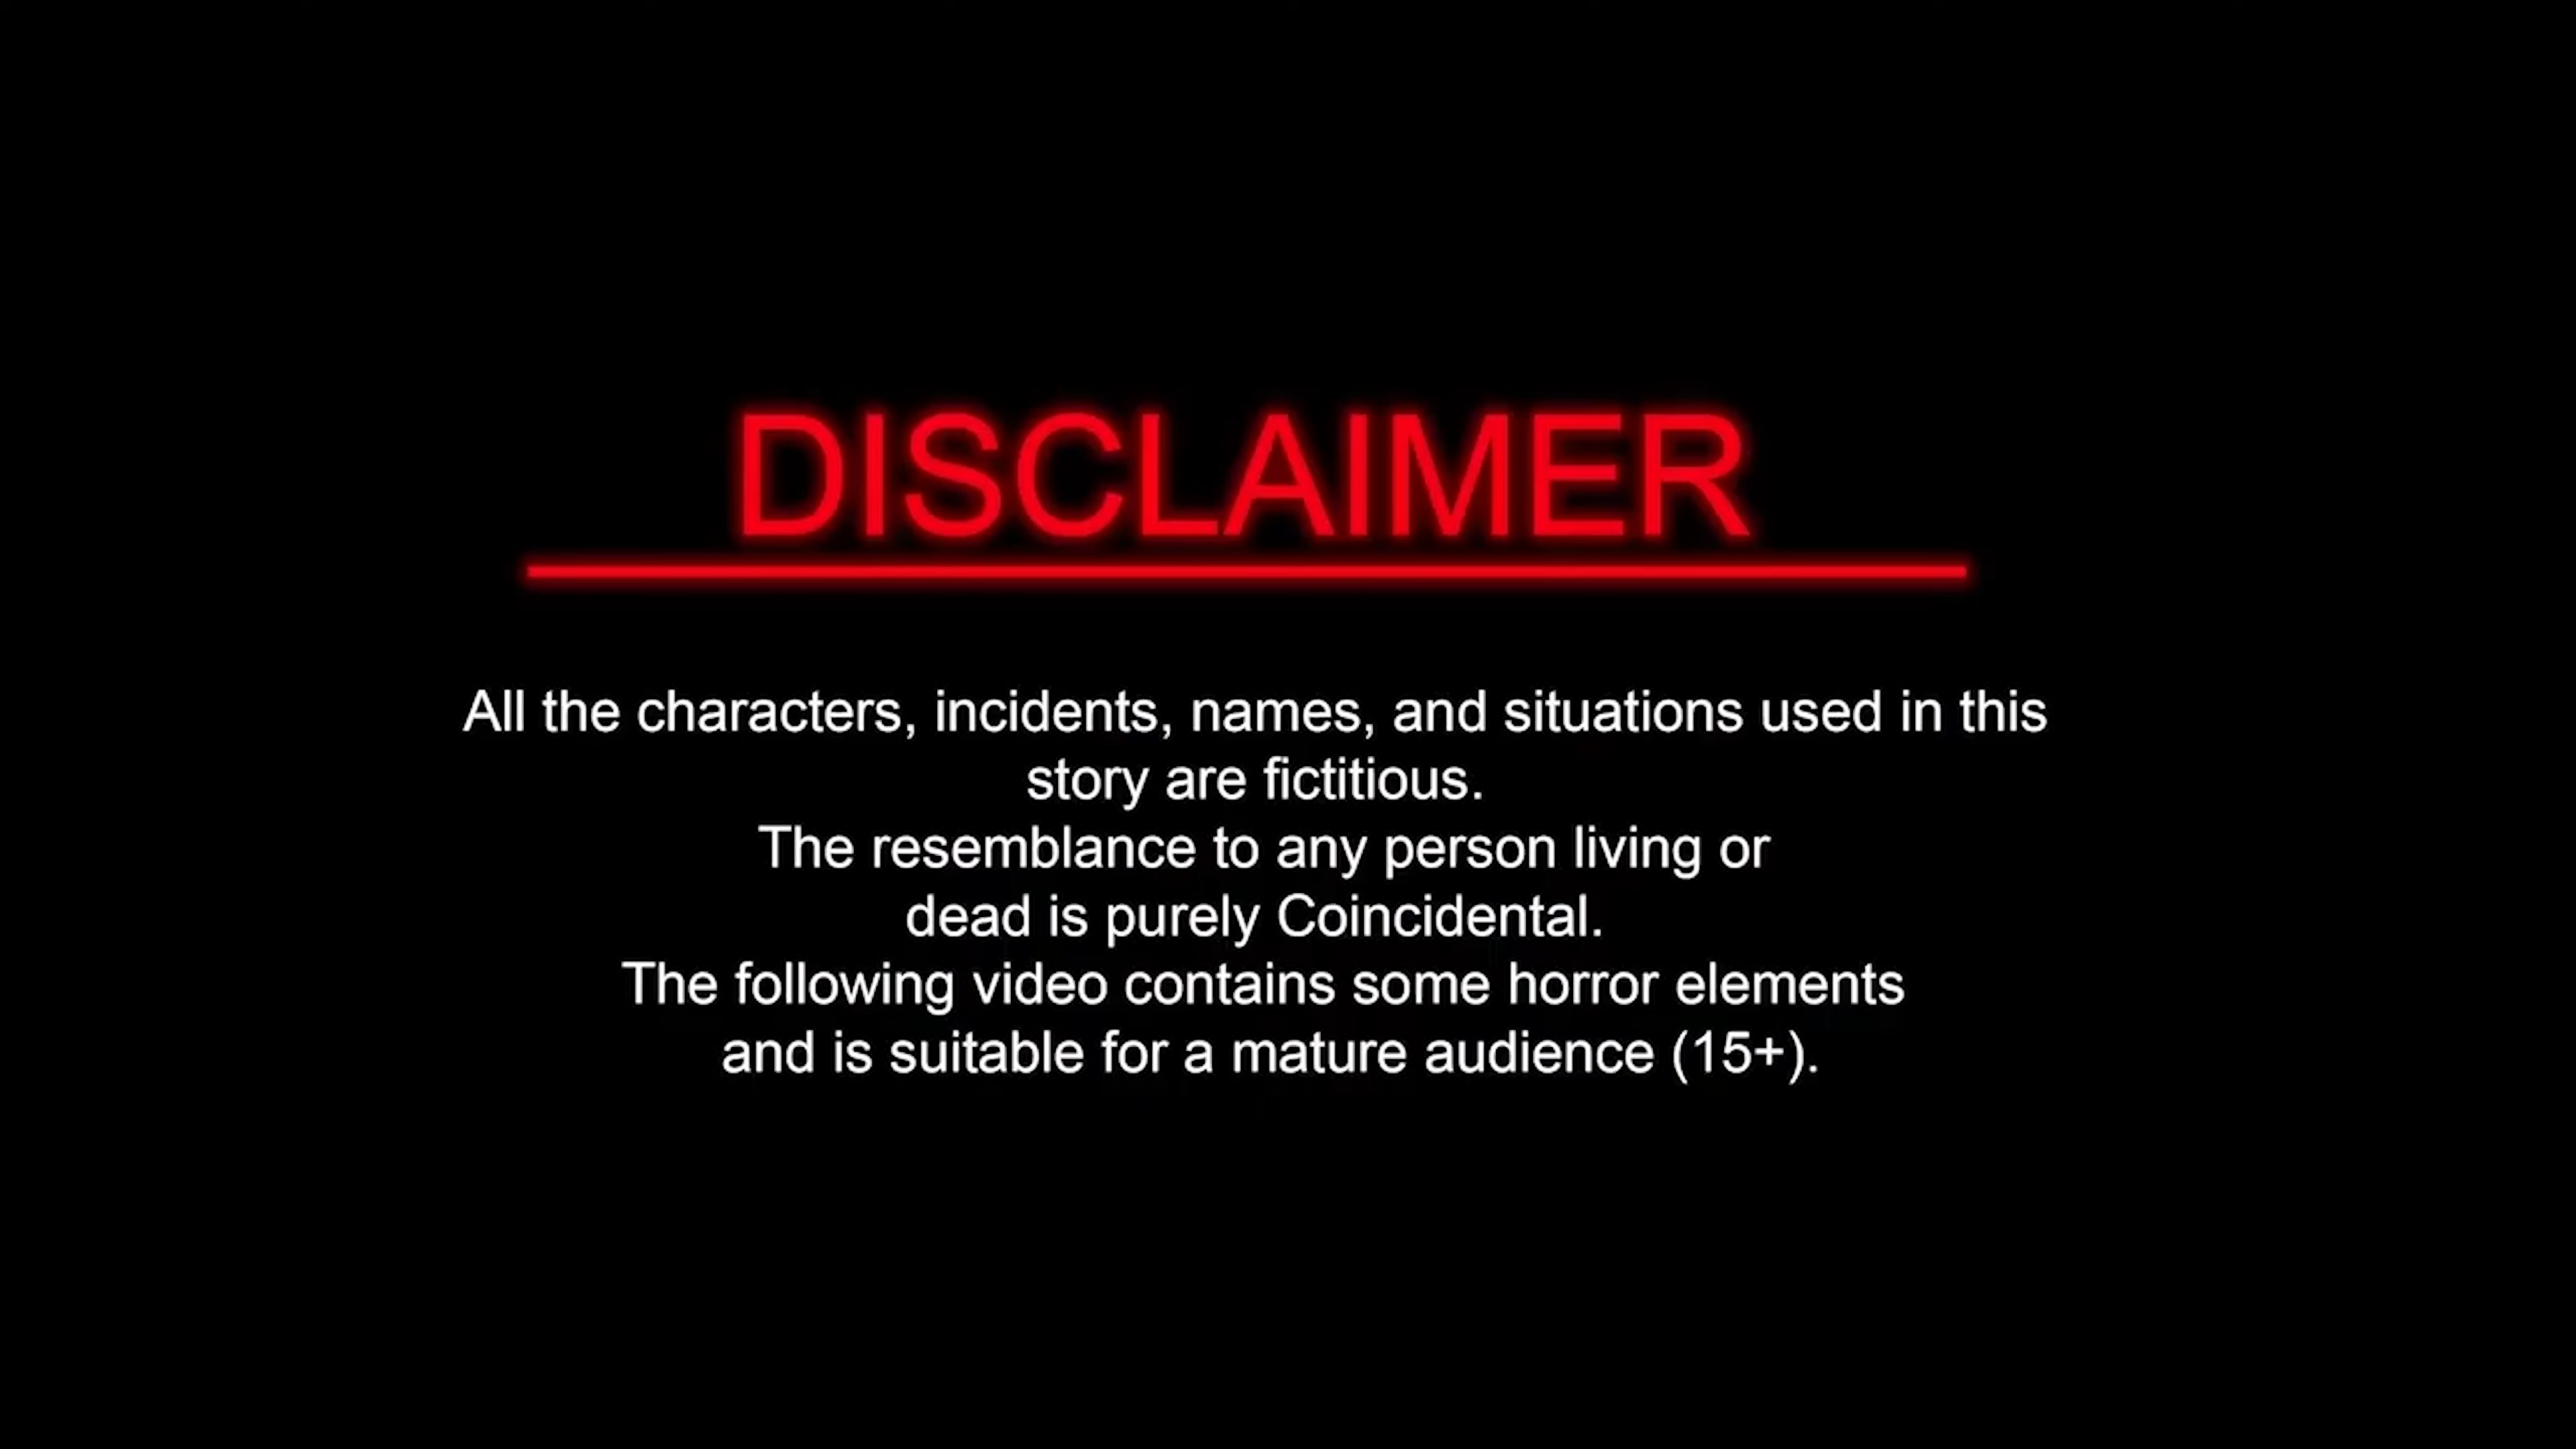 DISCLAIMER
All the characters, incidents, names, and situations used in this
story are fictitious.
The resemblance to any person living or
dead is purely Coincidental.
The following video contains some horror elements
and is suitable for a mature audience (15+).